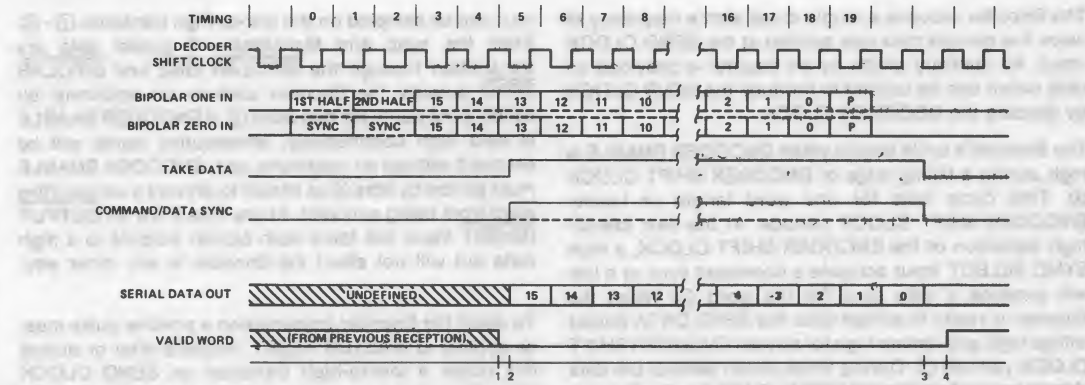 TIMING 0 1 2 3 4 5 6 7 8 16 17 18 19
DECODER
SHIFT CLOCK
BIPOLAR ONE IN 1ST HALF 2ND HALF 15 14 13 12 11 10 2 1 0 P
BIPOLAR ZERO IN SYNC SYNC 15 14 13 12 11 10 2 1 0 P
TAKE DATA
COMMAND/DATA SYNC
SERIAL DATA OUT UNDEFINED 15 14 13 12 4 3 2 1 0
VALID WORD (FROM PREVIOUS RECEPTION)
1 2 3 4